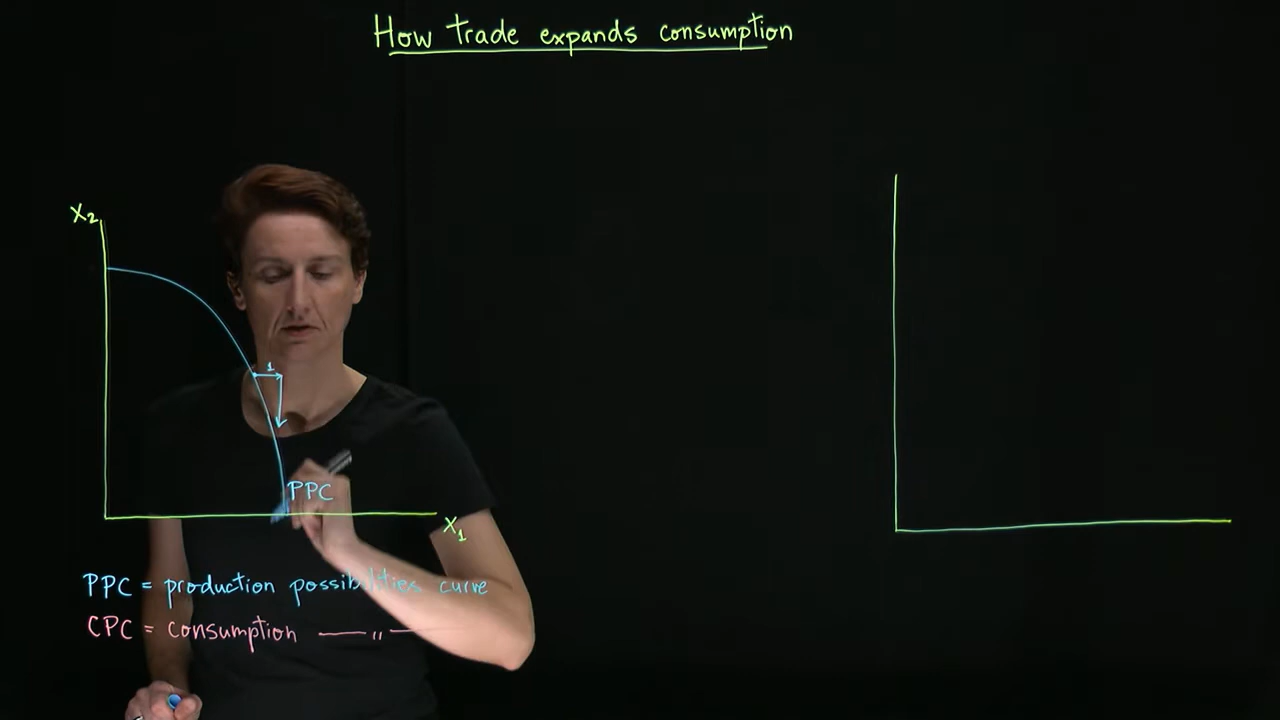 How trade expands consumption
X2
1
PPC
X1
PPC = production possibilities curve
CPC = consumption —— " ——